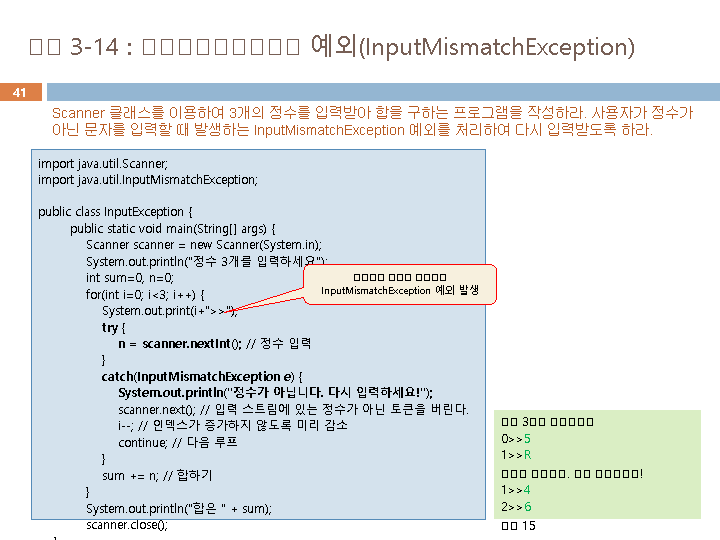 3-14 : 예외(InputMismatchException)
41
Scanner 클래스를 이용하여 3개의 정수를 입력받아 합을 구하는 프로그램을 작성하라. 사용자가 정수가
아닌 문자를 입력할 때 발생하는 InputMismatchException 예외를 처리하여 다시 입력받도록 하라.
import java.util.Scanner;
import java.util.InputMismatchException;
public class InputException {
public static void main(String[] args) {
Scanner scanner = new Scanner(System.in);
System.out.println("정수 3개를 입력하세요");
int sum=0, n=0;
for(int i=0; i<3; i++) {
System.out.print(i+">>");
try {
n = scanner.nextInt(); // 정수 입력
}
catch(InputMismatchException e) {
System.out.println("정수가 아닙니다. 다시 입력하세요!");
scanner.next(); // 입력 스트림에 있는 정수가 아닌 토큰을 버린다.
i--; // 인덱스가 증가하지 않도록 미리 감소
continue; // 다음 루프
}
sum += n; // 합하기
}
System.out.println("합은 " + sum);
scanner.close();
InputMismatchException 예외 발생
3
0>>5
1>>R
. !
1>>4
2>>6
15